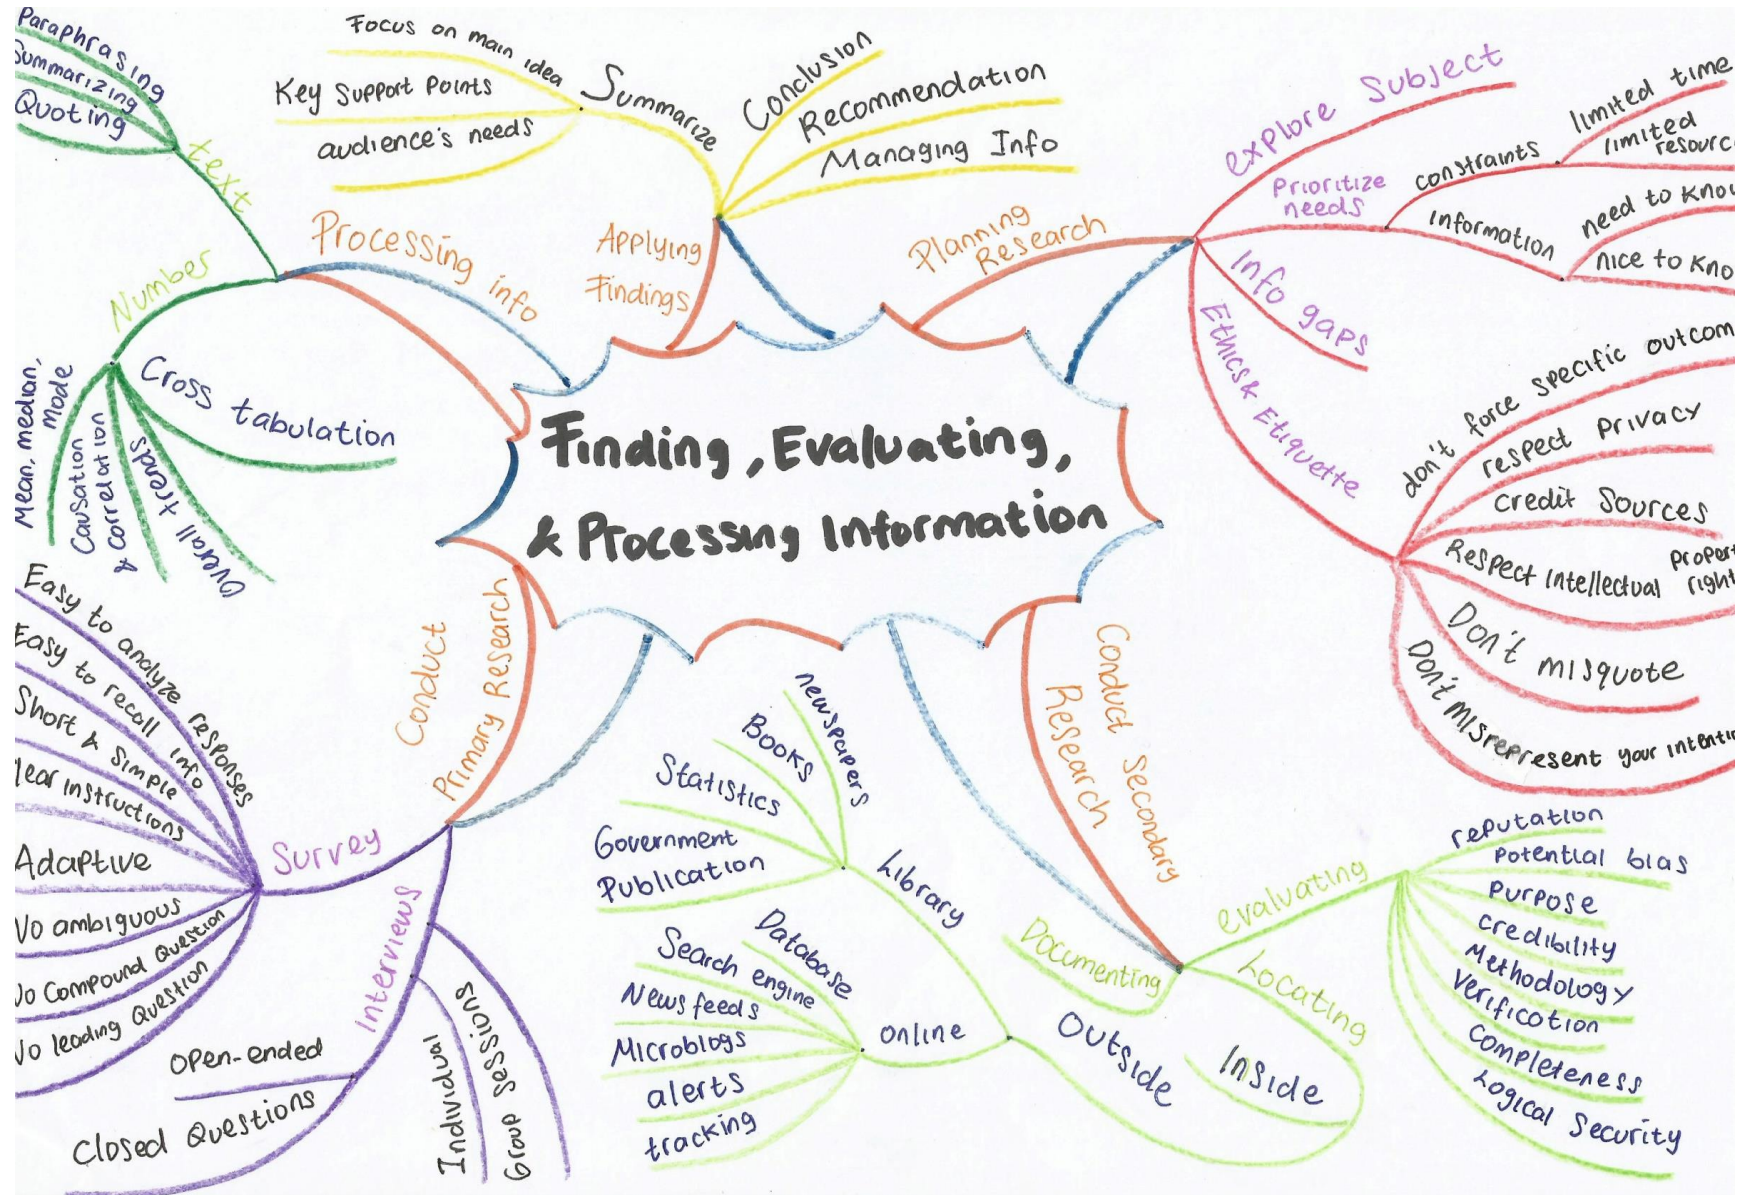 Finding, Evaluating,
& Processing Information
Planning
Research
explore Subject
Prioritize
needs
constraints
limited time
limited
resourc
Information
need to know
nice to kno
Info gaps
Ethics & Etiquette
don't force specific outcom
respect Privacy
Credit Sources
Respect Intellectual
Propert
right
Don't misquote
Don't misrepresent your intentio
Conduct Secondary
Research
evaluating
reputation
Potential bias
Purpose
credibility
Methodology
Verification
Completeness
Logical Security
Locating
Inside
Outside
Library
newspapers
Books
Statistics
Government
Publication
online
Database
Search engine
News feeds
Microblogs
alerts
tracking
Documenting
Conduct
Primary Research
Survey
Easy to analyze responses
Easy to recall info
Short & Simple
lear instructions
Adaptive
No ambiguous
No Compound Question
No leading Question
Interviews
open-ended
Closed Questions
Individual
Group Sessions
Processing info
text
Paraphrasing
Summarizing
Quoting
Number
Mean, median,
mode
Causation
& Correlation
Overall trends
Cross tabulation
Applying
Findings
Summarize
Focus on main idea
Key Support Points
audience's needs
Conclusion
Recommendation
Managing Info